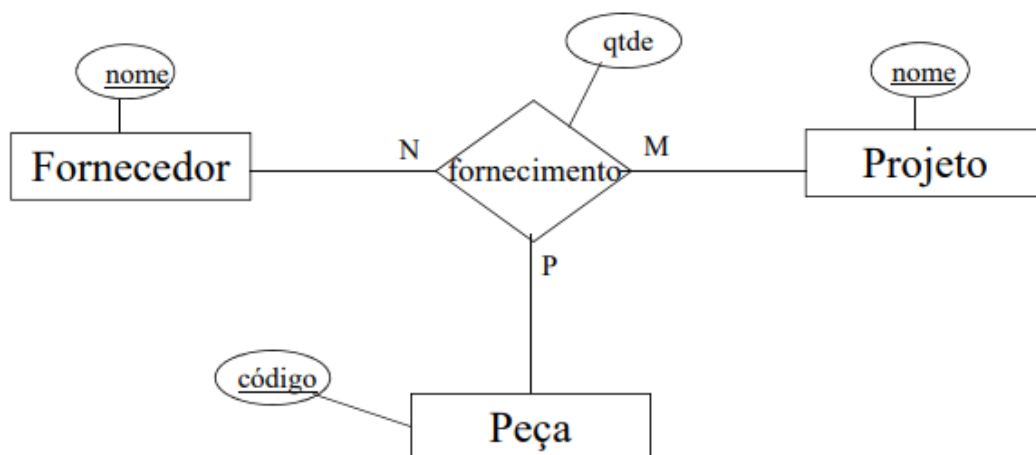 qtde
nome
nome
Fornecedor
N
fornecimento
M
Projeto
P
código
Peça